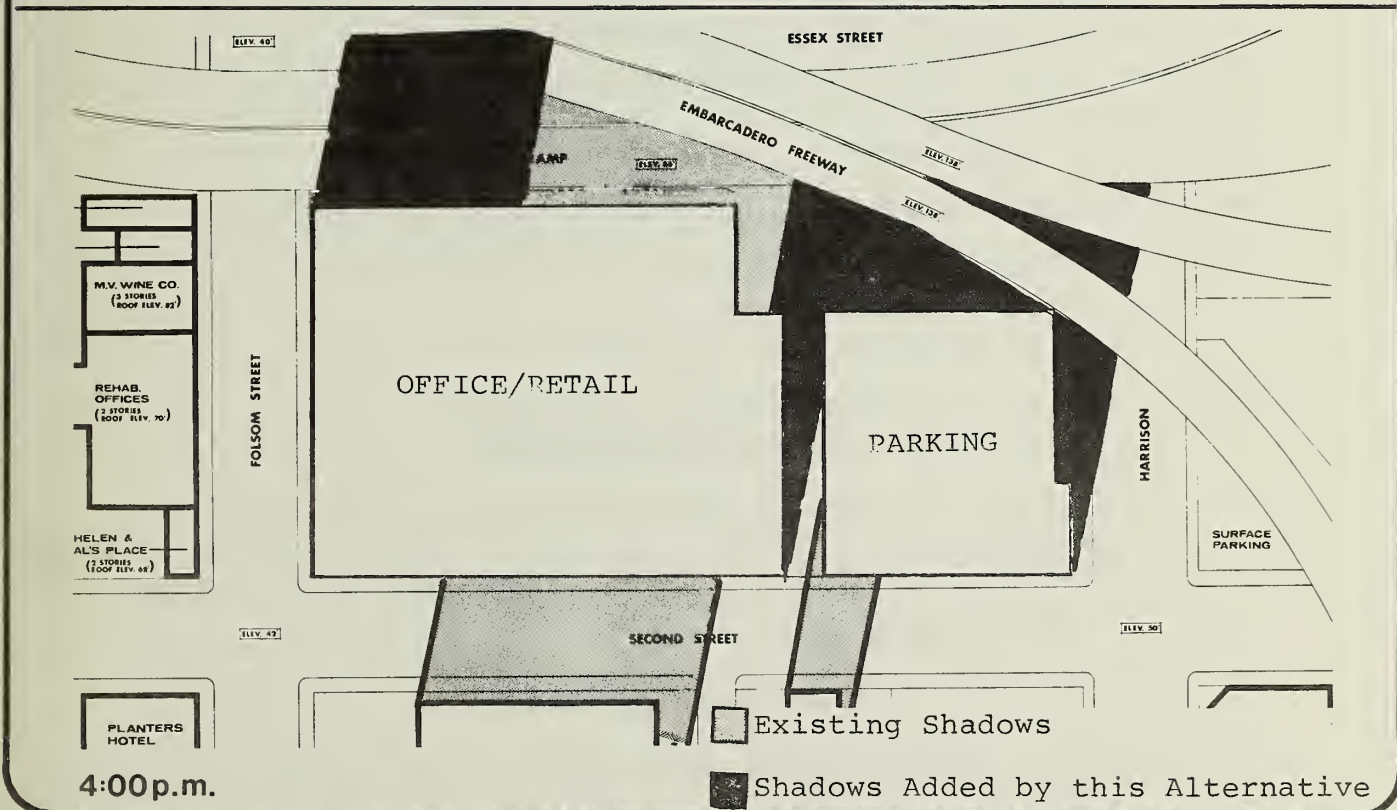 ELEV. 40'
ESSEX STREET
EMBARCADERO FREEWAY
AMP
ELEV. 138'
ELEV. 138'
M.V. WINE CO.
(3 STORIES
ROOF ELEV. 82')
REHAB.
OFFICES
(2 STORIES
ROOF ELEV. 70')
FOLSOM STREET
OFFICE/RETAIL
PARKING
HARRISON
HELEN &
AL'S PLACE
(2 STORIES
ROOF ELEV. 68')
SURFACE
PARKING
ELEV. 42'
SECOND STREET
ELEV. 50'
PLANTERS
HOTEL
Existing Shadows
4:00p.m.
Shadows Added by this Alternative